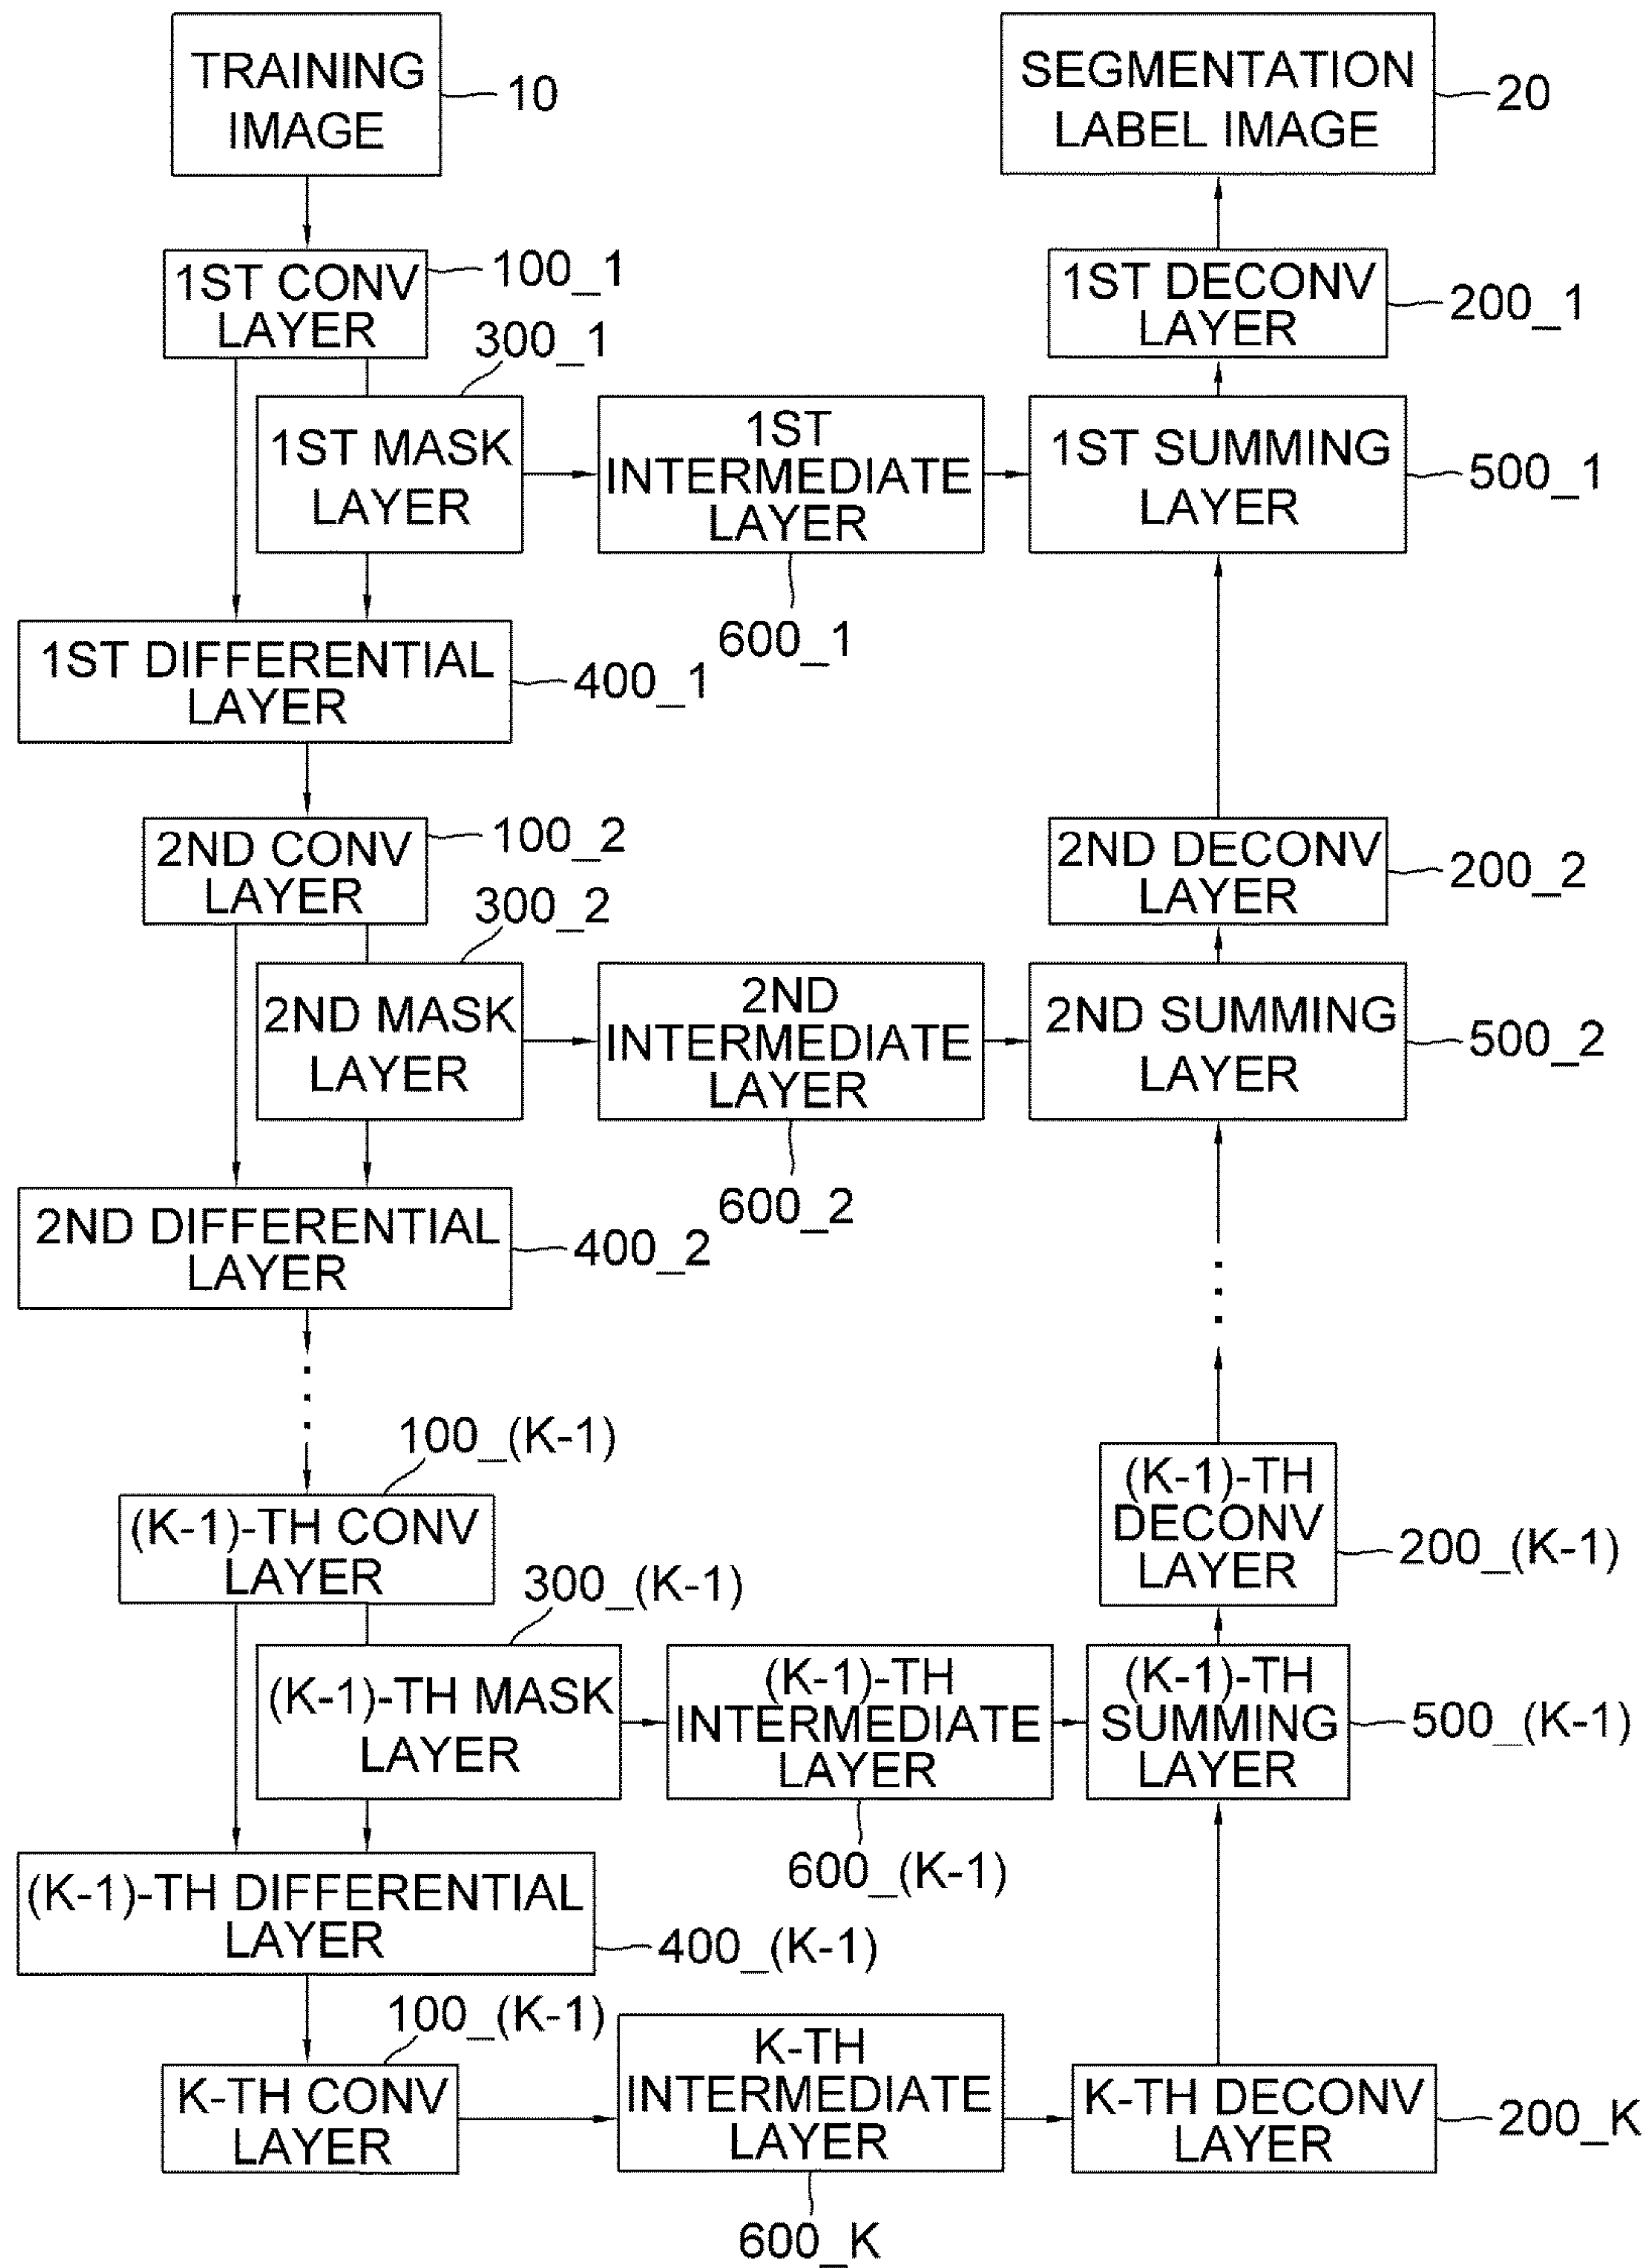 TRAINING
IMAGE
10
SEGMENTATION
LABEL IMAGE
20
1ST CONV
LAYER
100_1
1ST DECONV
LAYER
200_1
300_1
1ST MASK
LAYER
1ST
INTERMEDIATE
LAYER
600_1
1ST SUMMING
LAYER
500_1
1ST DIFFERENTIAL
LAYER
400_1
2ND CONV
LAYER
100_2
2ND DECONV
LAYER
200_2
300_2
2ND MASK
LAYER
2ND
INTERMEDIATE
LAYER
600_2
2ND SUMMING
LAYER
500_2
2ND DIFFERENTIAL
LAYER
400_2
100_(K-1)
(K-1)-TH CONV
LAYER
(K-1)-TH
DECONV
LAYER
200_(K-1)
300_(K-1)
(K-1)-TH MASK
LAYER
(K-1)-TH
INTERMEDIATE
LAYER
600_(K-1)
(K-1)-TH
SUMMING
LAYER
500_(K-1)
(K-1)-TH DIFFERENTIAL
LAYER
400_(K-1)
100_(K-1)
K-TH CONV
LAYER
K-TH
INTERMEDIATE
LAYER
600_K
K-TH DECONV
LAYER
200_K